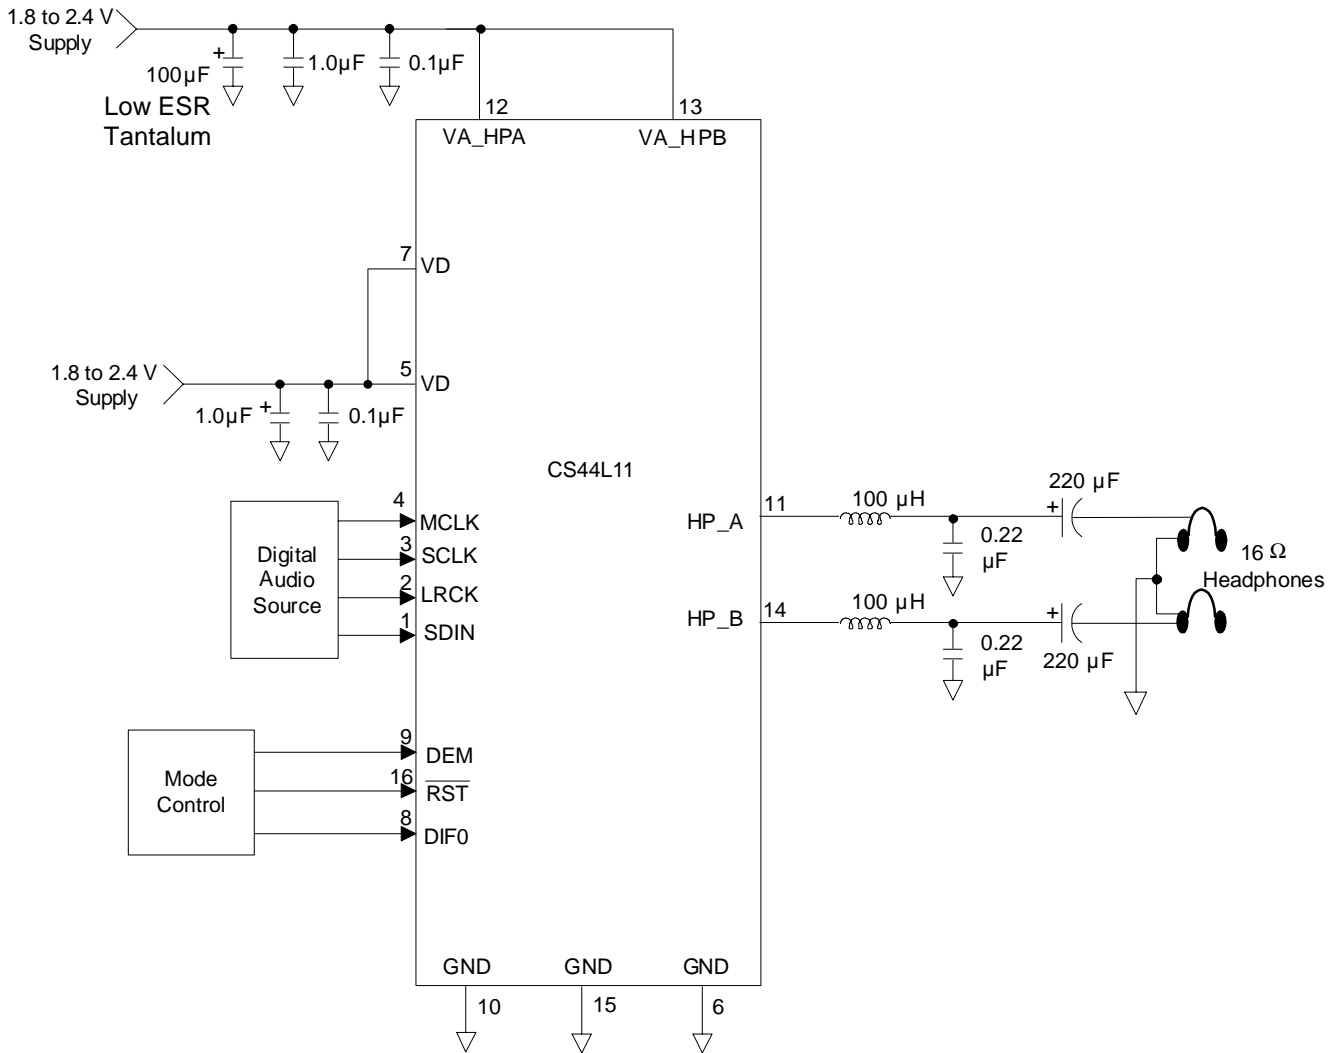 1.8 to 2.4 V
Supply
+
100µF
1.0µF
0.1µF
Low ESR
Tantalum
12
13
VA_HPA
VA_HPB
7
VD
1.8 to 2.4 V
Supply
5
VD
1.0µF
+
0.1µF
CS44L11
Digital
Audio
Source
4
MCLK
3
SCLK
2
LRCK
1
SDIN
HP_A
11
100 µH
0.22
µF
220 µF
+
16 Ω
Headphones
HP_B
14
100 µH
0.22
µF
+
220 µF
Mode
Control
9
DEM
16
RST
8
DIF0
GND
GND
GND
10
15
6